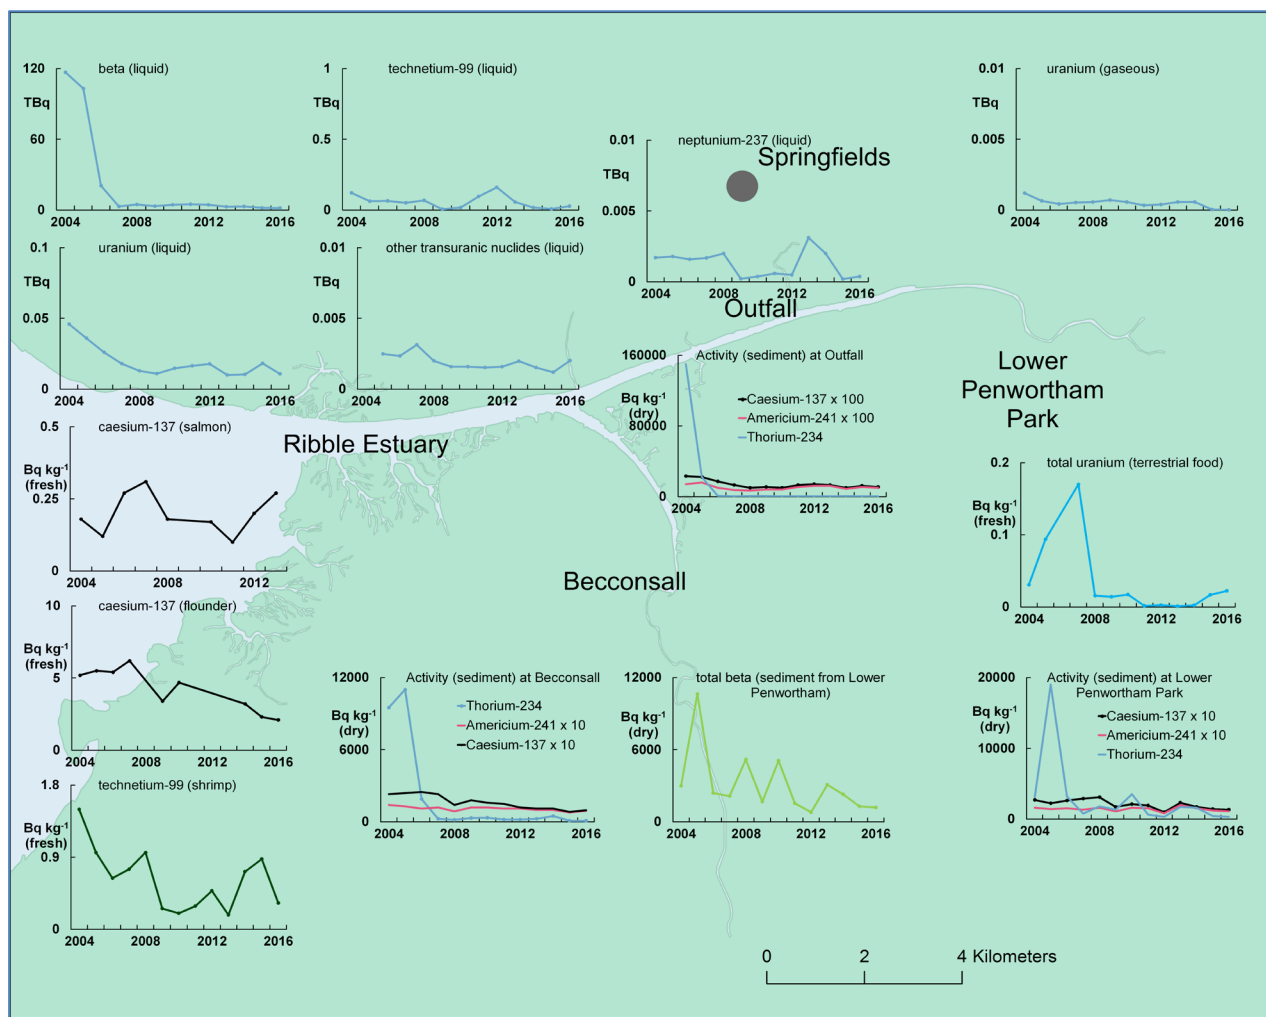 beta (liquid)
120
TBq
60
0
2004
2008
2012
2016
technetium-99 (liquid)
1
TBq
0.5
0
2004
2008
2012
2016
neptunium-237 (liquid)
Springfields
0.01
TBq
0.005
0
2004
2008
2012
2016
uranium (gaseous)
0.01
TBq
0.005
0
2004
2008
2012
2016
uranium (liquid)
0.1
TBq
0.05
0
2004
2008
2012
2016
other transuranic nuclides (liquid)
0.01
TBq
0.005
0
2004
2008
2012
2016
Outfall
Activity (sediment) at Outfall
160000
Bq kg-1
(dry)
80000
0
Caesium-137 x 100
Americium-241 x 100
Thorium-234
2004
2008
2012
2016
Lower
Penwortham
Park
Ribble Estuary
caesium-137 (salmon)
0.5
Bq kg-1
(fresh)
0.25
0
2004
2008
2012
total uranium (terrestrial food)
0.2
Bq kg-1
(fresh)
0.1
0
2004
2008
2012
2016
Becconsall
caesium-137 (flounder)
10
Bq kg-1
(fresh)
5
0
2004
2008
2012
2016
Activity (sediment) at Becconsall
12000
Bq kg-1
(dry)
6000
0
Thorium-234
Americium-241 x 10
Caesium-137 x 10
2004
2008
2012
2016
total beta (sediment from Lower
Penwortham)
12000
Bq kg-1
(dry)
6000
0
2004
2008
2012
2016
Activity (sediment) at Lower
Penwortham Park
20000
Bq kg-1
(dry)
10000
0
Caesium-137 x 10
Americium-241 x 10
Thorium-234
2004
2008
2012
2016
technetium-99 (shrimp)
1.8
Bq kg-1
(fresh)
0.9
0
2004
2008
2012
2016
0 2 4 Kilometers